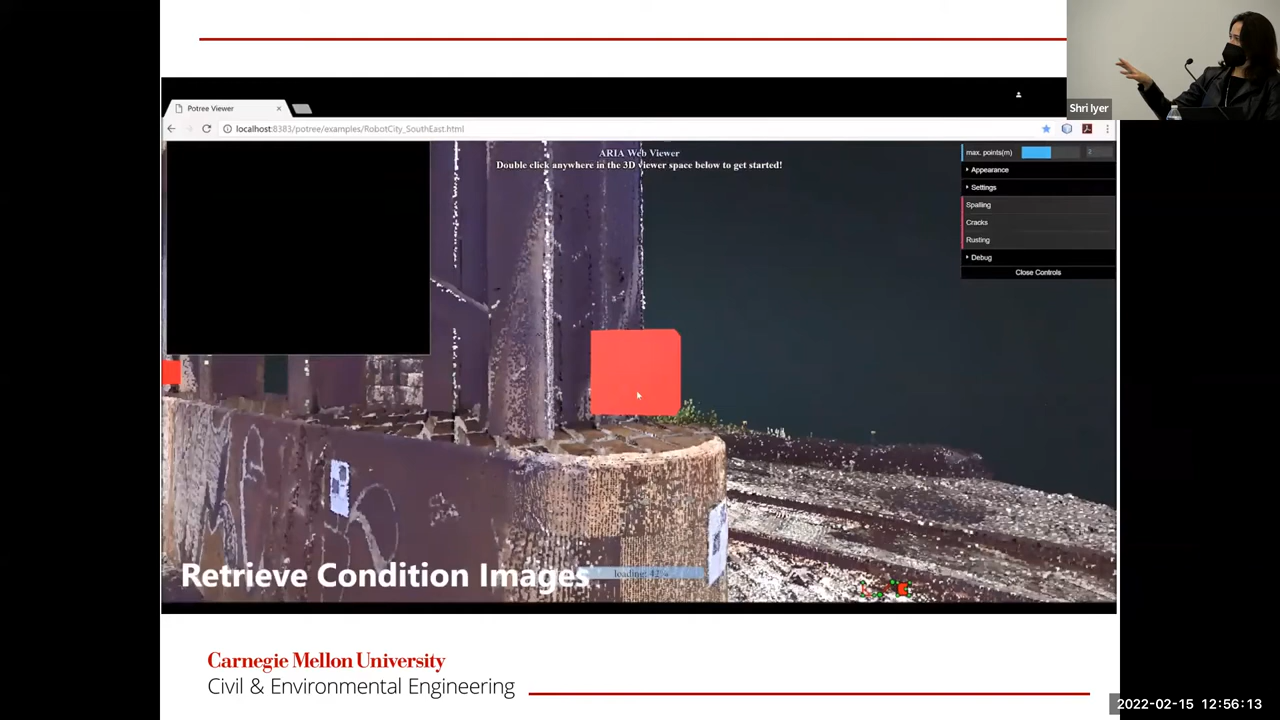 Shri Iyer
Potree Viewer
localhost:8383/potree/examples/RobotCity_SouthEast.html
ARIA Web Viewer
Double click anywhere in the 3D viewer space below to get started!
max. points(m)
Appearance
Settings
Spalling
Cracks
Rusting
Debug
Close Controls
Retrieve Condition Images
loading: 42%
Carnegie Mellon University
Civil & Environmental Engineering
2022-02-15 12:56:13